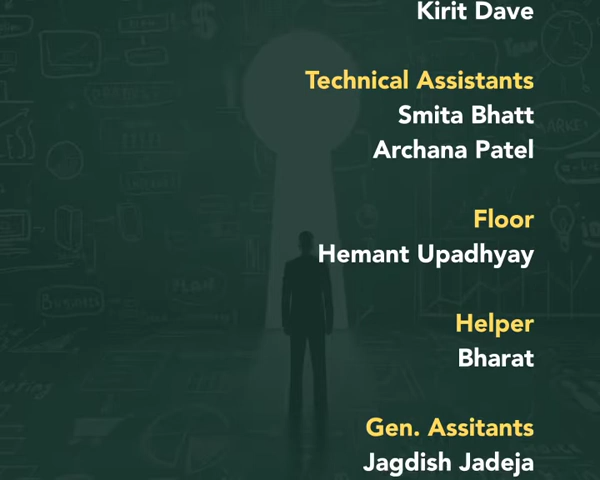 Kirit Dave
Technical Assistants
Smita Bhatt
Archana Patel
Floor
Hemant Upadhyay
Helper
Bharat
Gen. Assitants
Jagdish Jadeja